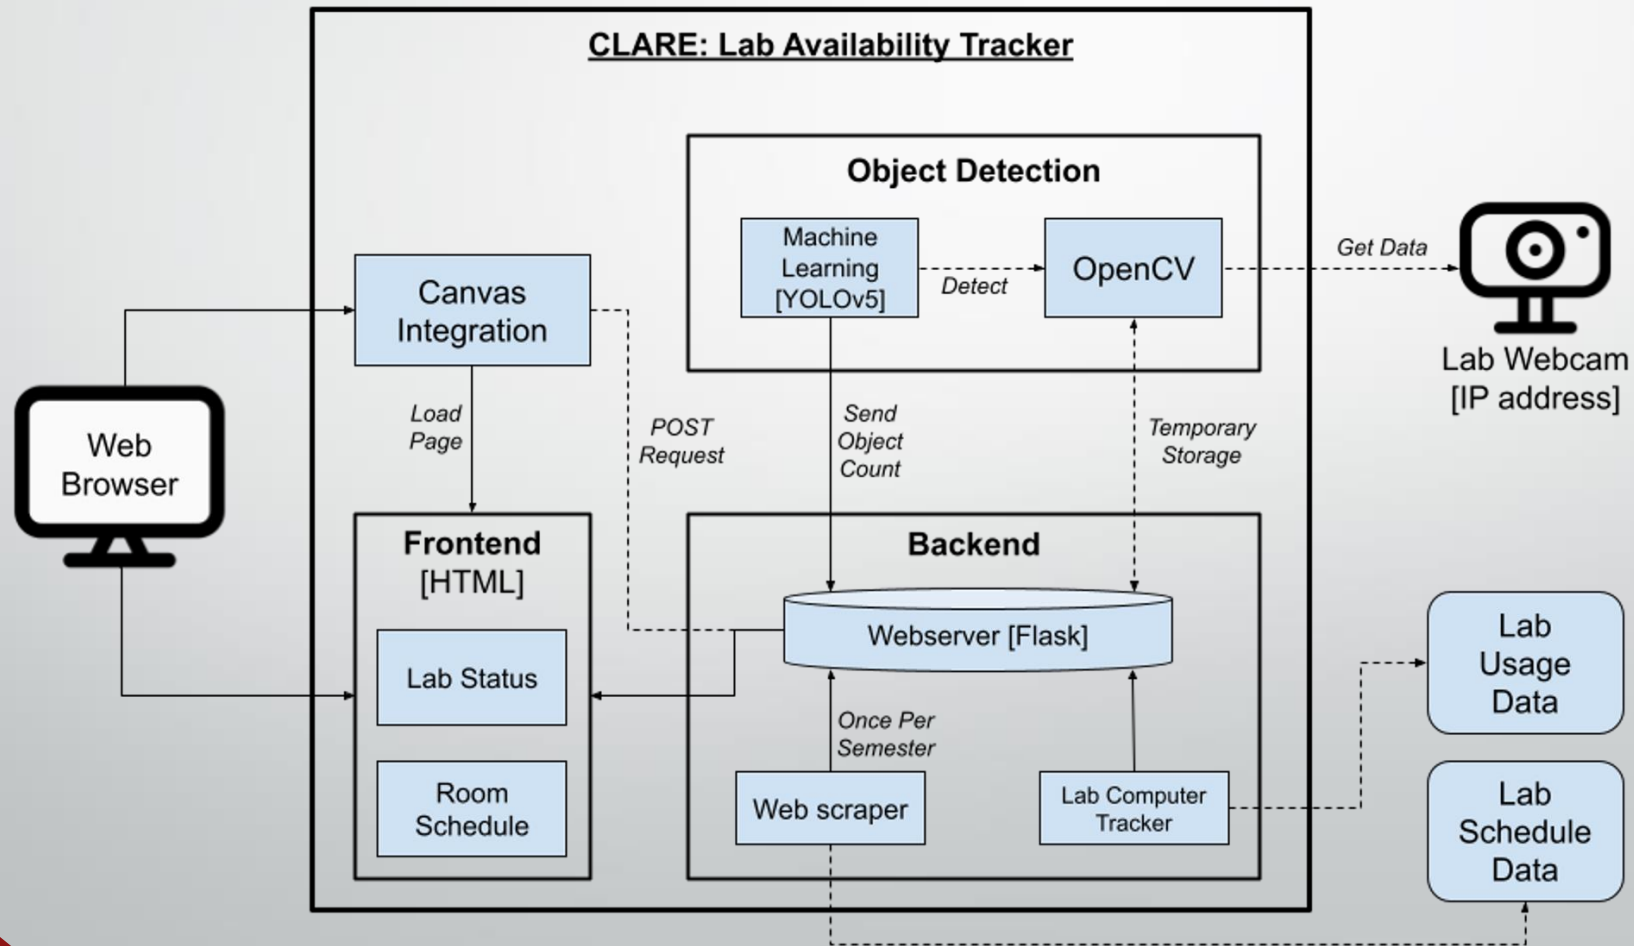 CLARE: Lab Availability Tracker
Object Detection
Machine
Learning
[YOLOv5]
Detect
OpenCV
Get Data
Lab Webcam
[IP address]
Canvas
Integration
Web
Browser
Load
Page
POST
Request
Send
Object
Count
Temporary
Storage
Frontend
[HTML]
Lab Status
Room
Schedule
Backend
Webserver [Flask]
Once Per
Semester
Web scraper
Lab Computer
Tracker
Lab
Usage
Data
Lab
Schedule
Data